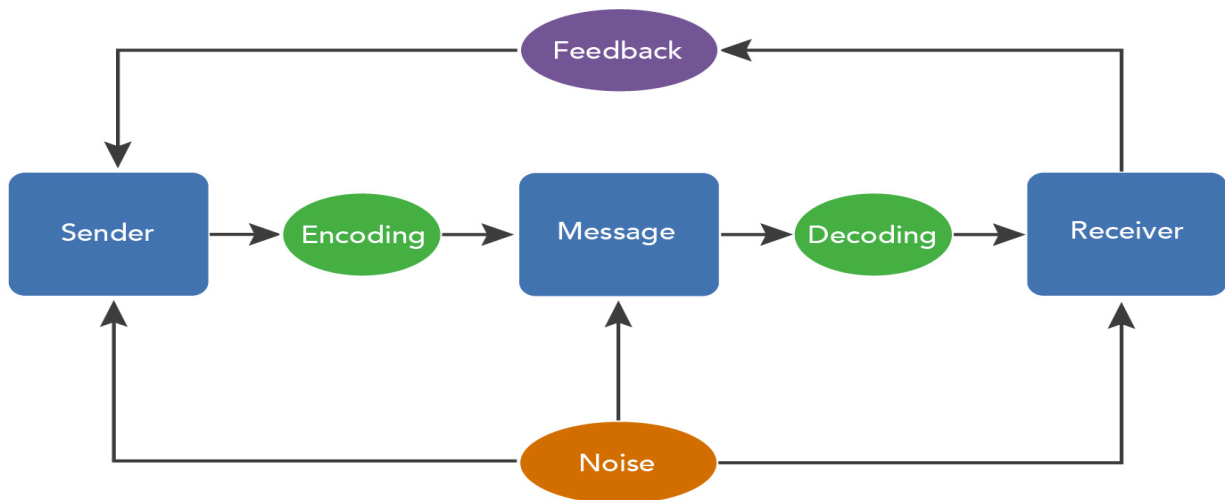 Feedback
Sender
Encoding
Message
Decoding
Receiver
Noise